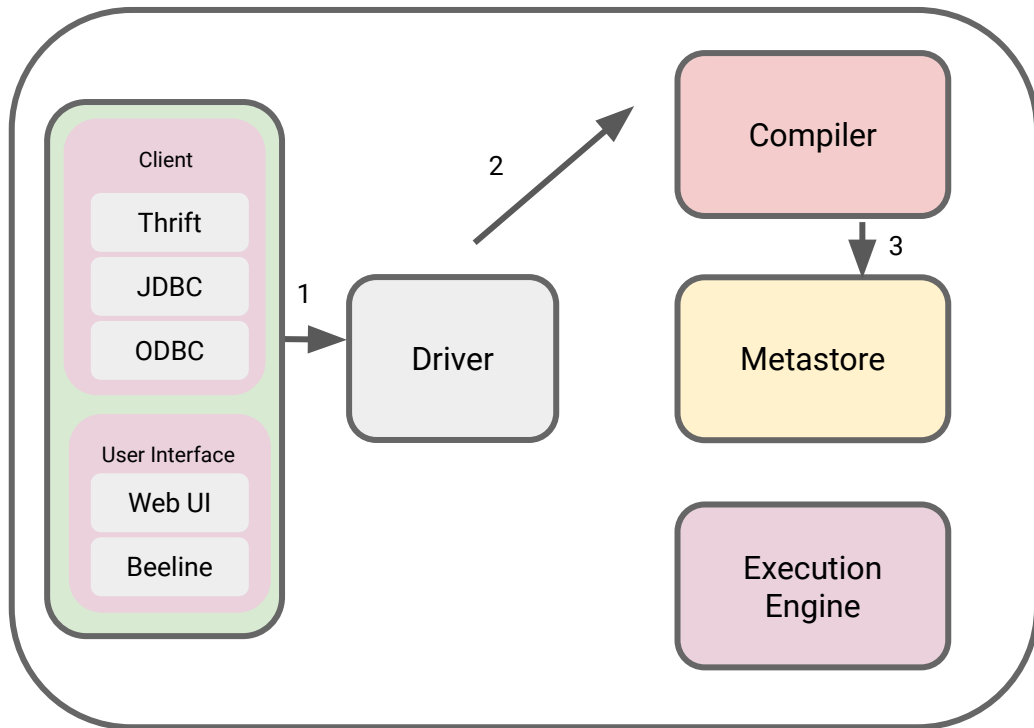 Client
Thrift
JDBC
ODBC
User Interface
Web UI
Beeline
1
Driver
2
Compiler
3
Metastore
Execution
Engine